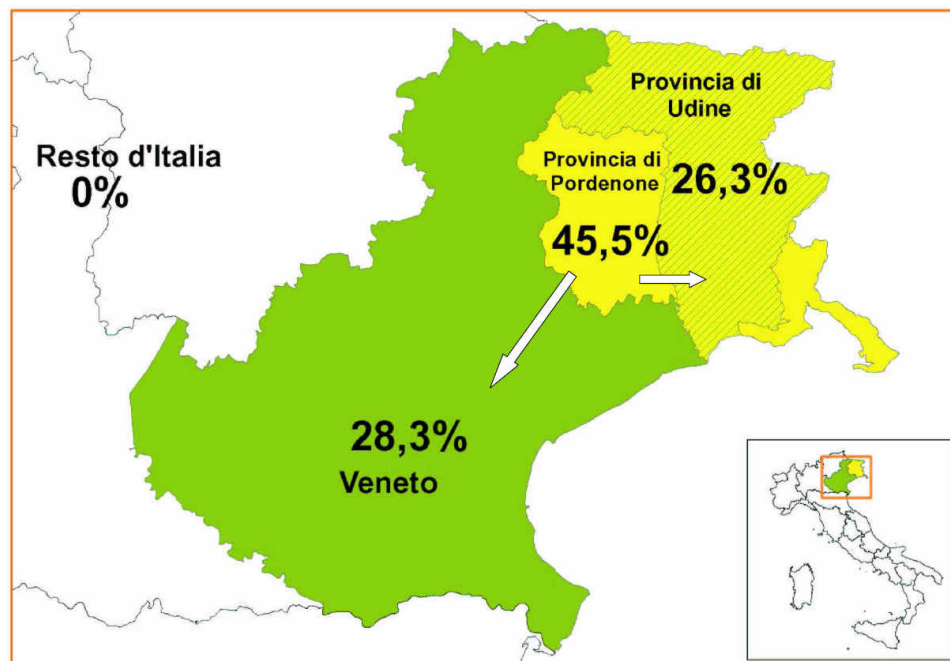 Provincia di
Udine
Resto d'Italia
0%
Provincia di
Pordenone
26,3%
45,5%
28,3%
Veneto